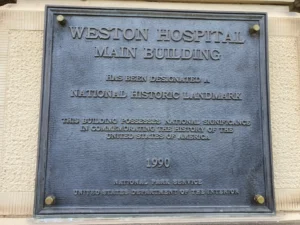 WESTON HOSPITAL
MAIN BUILDING
HAS BEEN DESIGNATED A
NATIONAL HISTORIC LANDMARK
THIS BUILDING POSSESSES NATIONAL SIGNIFICANCE
IN COMMEMORATING THE HISTORY OF THE
UNITED STATES OF AMERICA
1990
NATIONAL PARK SERVICE
UNITED STATES DEPARTMENT OF THE INTERIOR